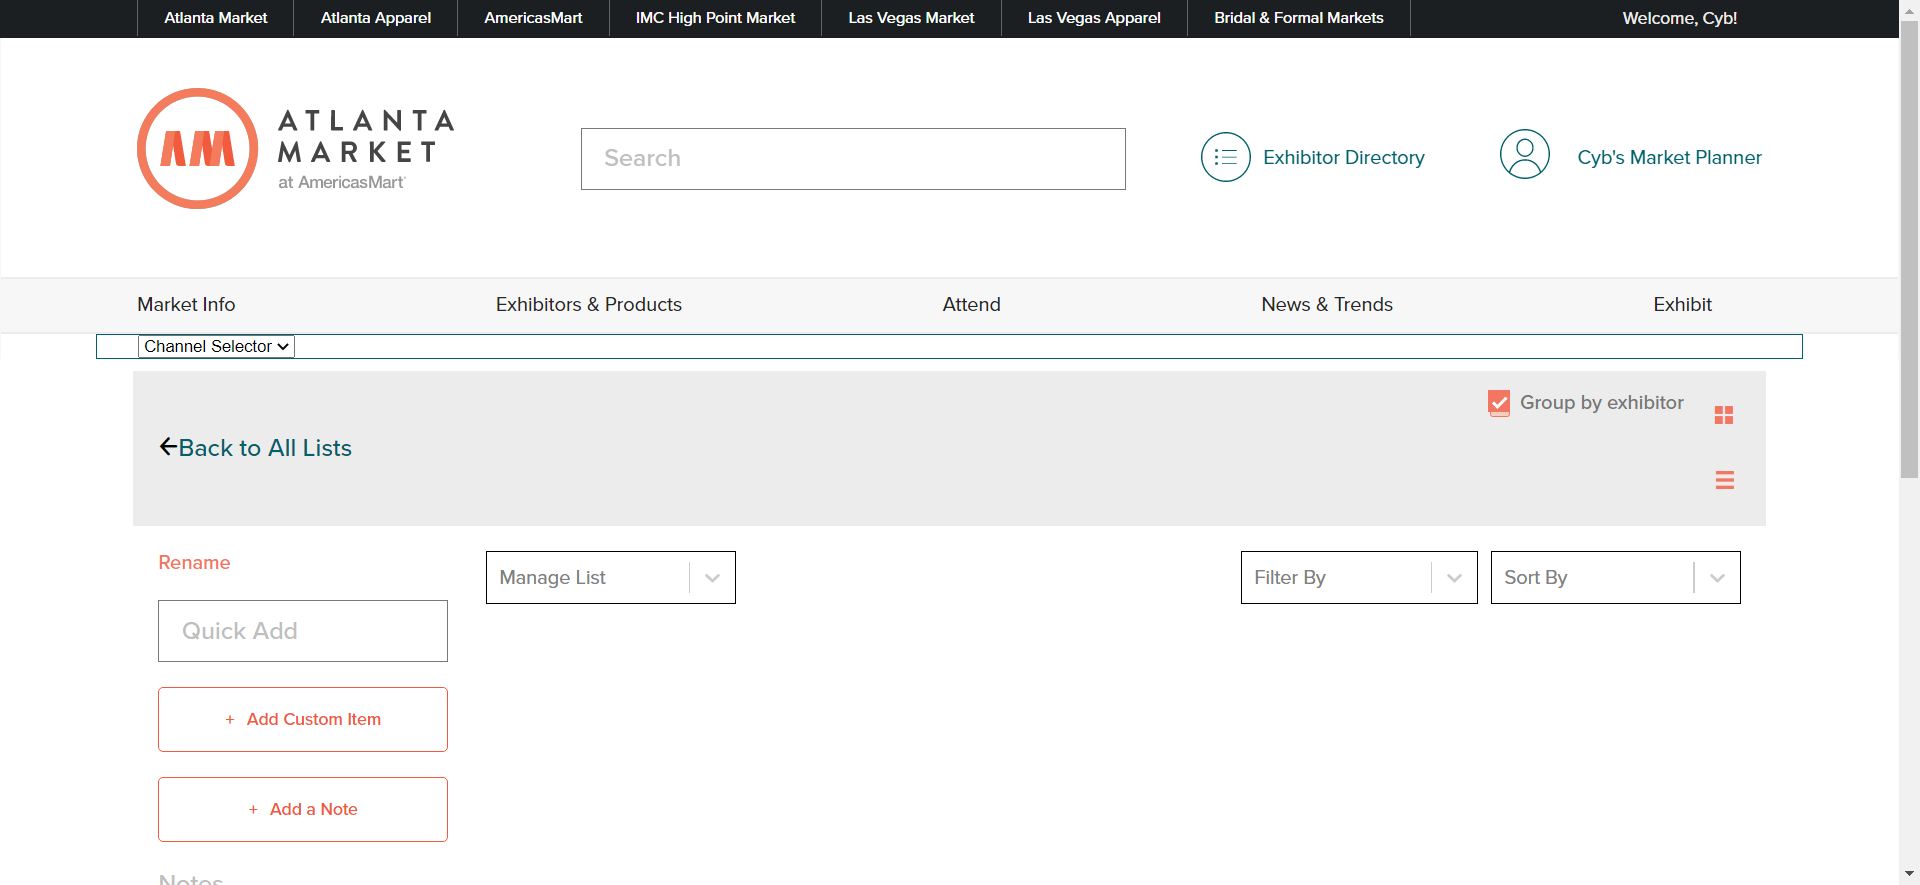 Atlanta Market
Atlanta Apparel
AmericasMart
IMC High Point Market
Las Vegas Market
Las Vegas Apparel
Bridal & Formal Markets
Welcome, Cyb!
AM
ATLANTA
MARKET
at AmericasMart
Search
Exhibitor Directory
Cyb's Market Planner
Market Info
Exhibitors & Products
Attend
News & Trends
Exhibit
Channel Selector
Group by exhibitor
Back to All Lists
Rename
Manage List
Filter By
Sort By
Quick Add
+ Add Custom Item
+ Add a Note
Notes